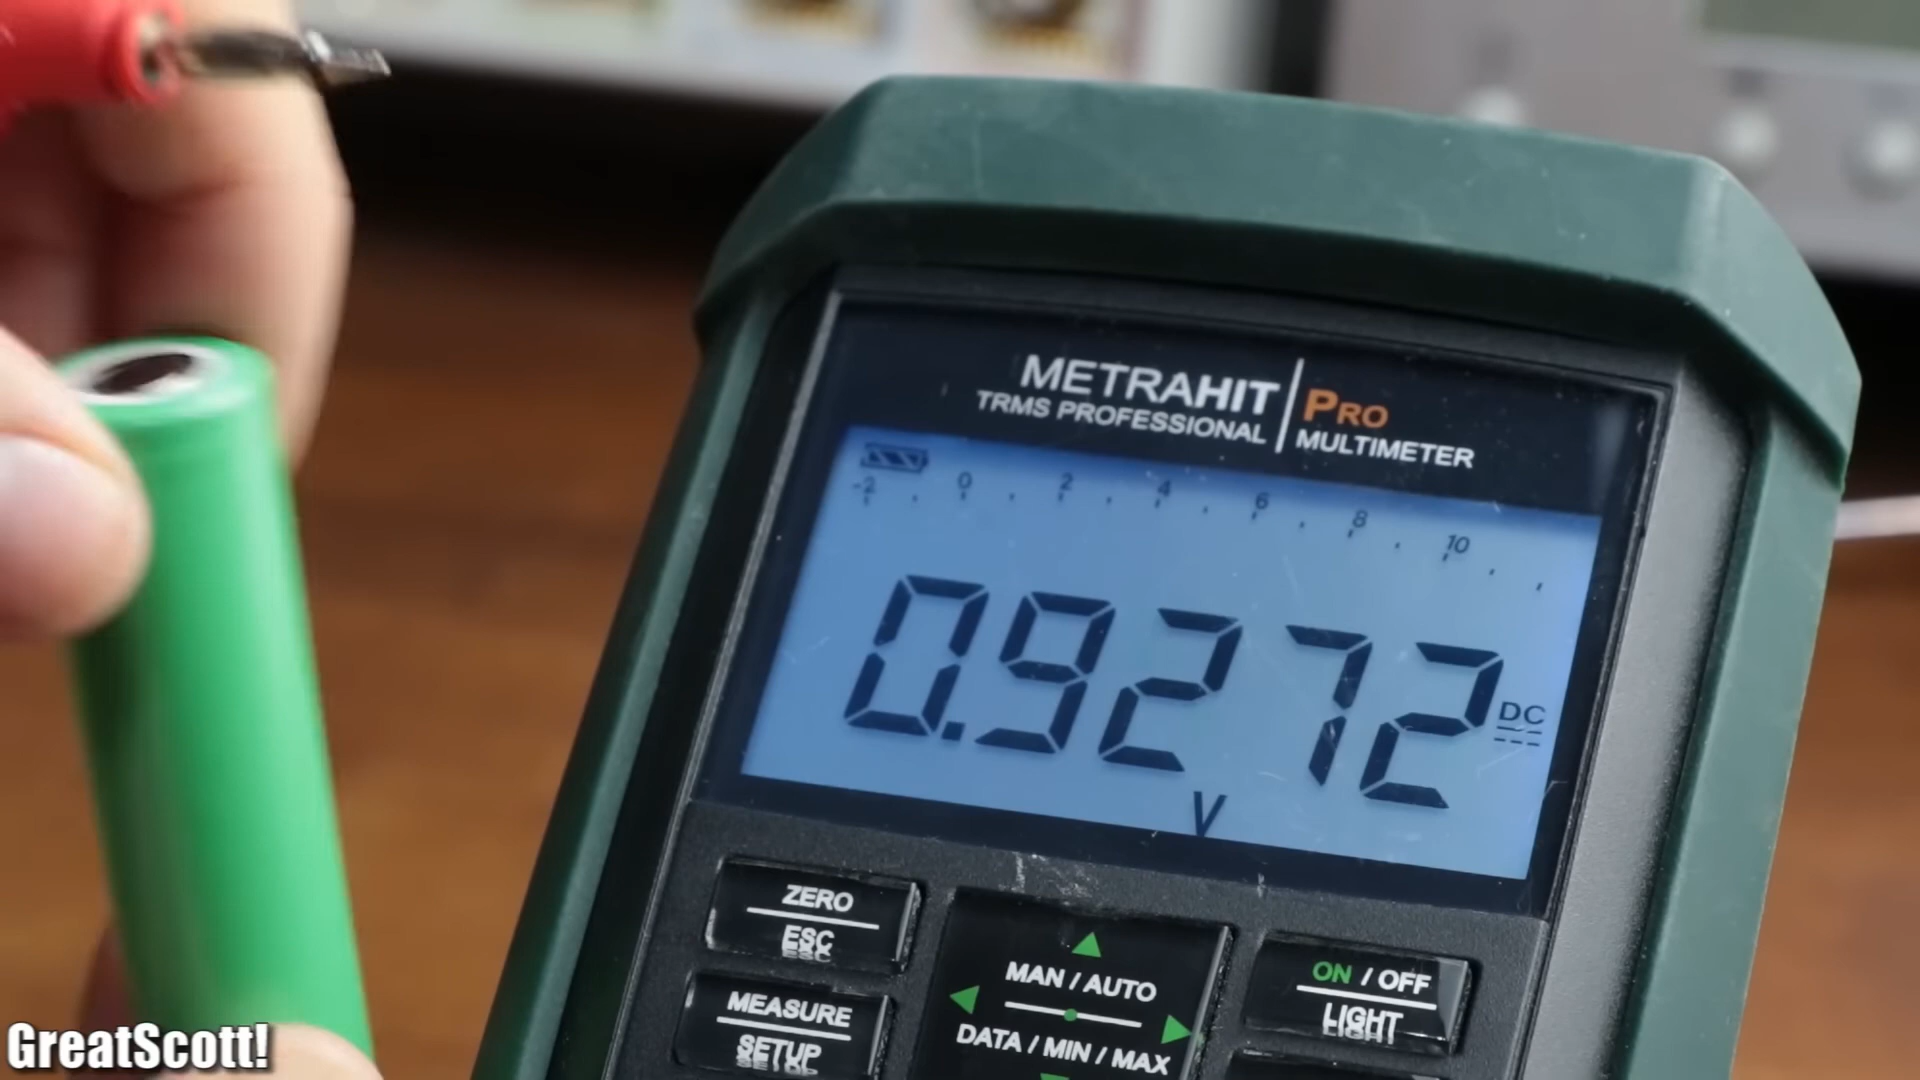 METRAHIT PRO
TRMS PROFESSIONAL MULTIMETER
-2 0 2 4 6 8 10
0.9272 DC
V
ZERO
ESC
MAN / AUTO
ON / OFF
LIGHT
MEASURE
SETUP
DATA / MIN / MAX
GreatScott!